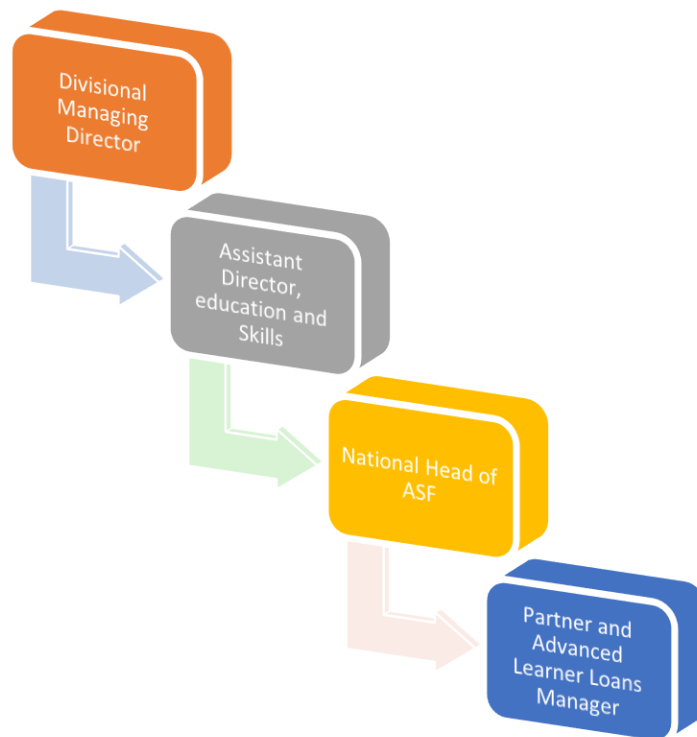 Divisional
Managing
Director
Assistant
Director,
education and
Skills
National Head of
ASF
Partner and
Advanced
Learner Loans
Manager